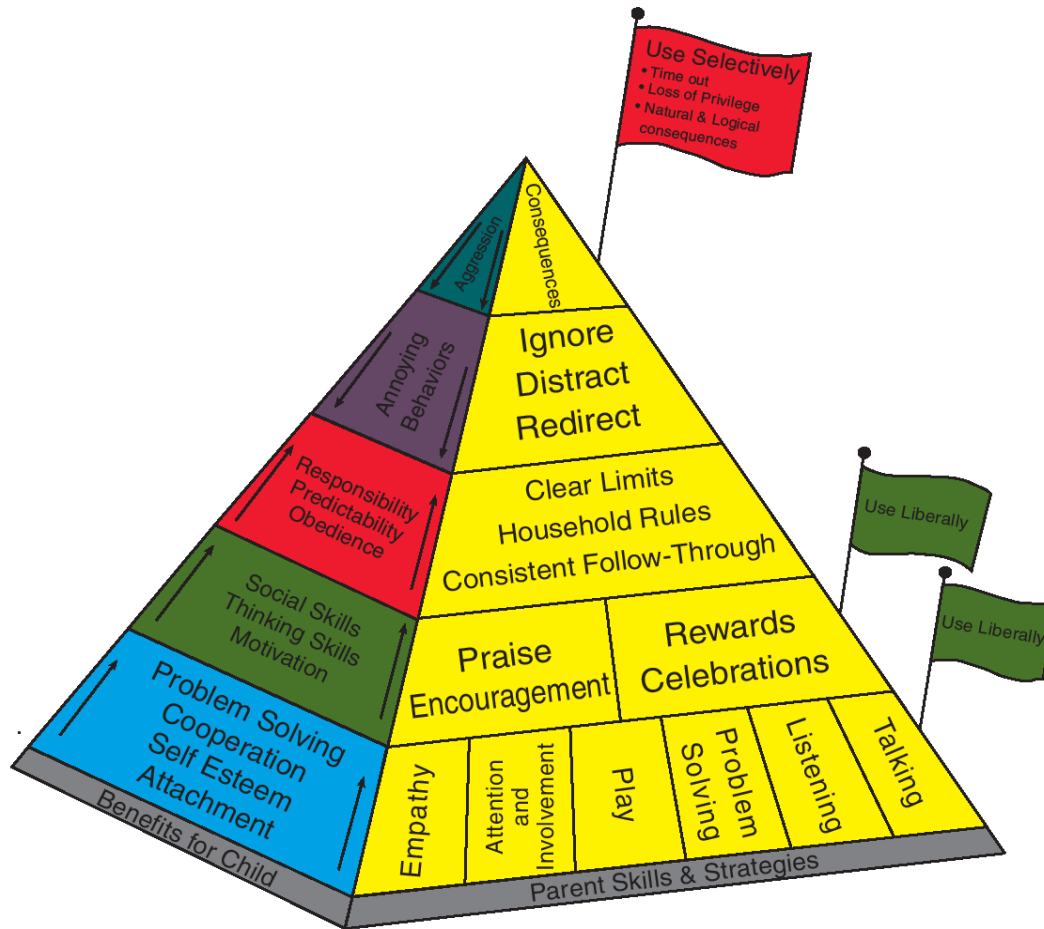 Use Selectively
• Time out
• Loss of Privilege
• Natural & Logical
consequences
Aggression
Consequences
Annoying
Behaviors
Ignore
Distract
Redirect
Responsibility
Predictability
Obedience
Clear Limits
Household Rules
Consistent Follow-Through
Use Liberally
Social Skills
Thinking Skills
Motivation
Praise
Encouragement
Rewards
Celebrations
Use Liberally
Problem Solving
Cooperation
Self Esteem
Attachment
Empathy
Attention
and
Involvement
Play
Problem
Solving
Listening
Talking
Benefits for Child
Parent Skills & Strategies